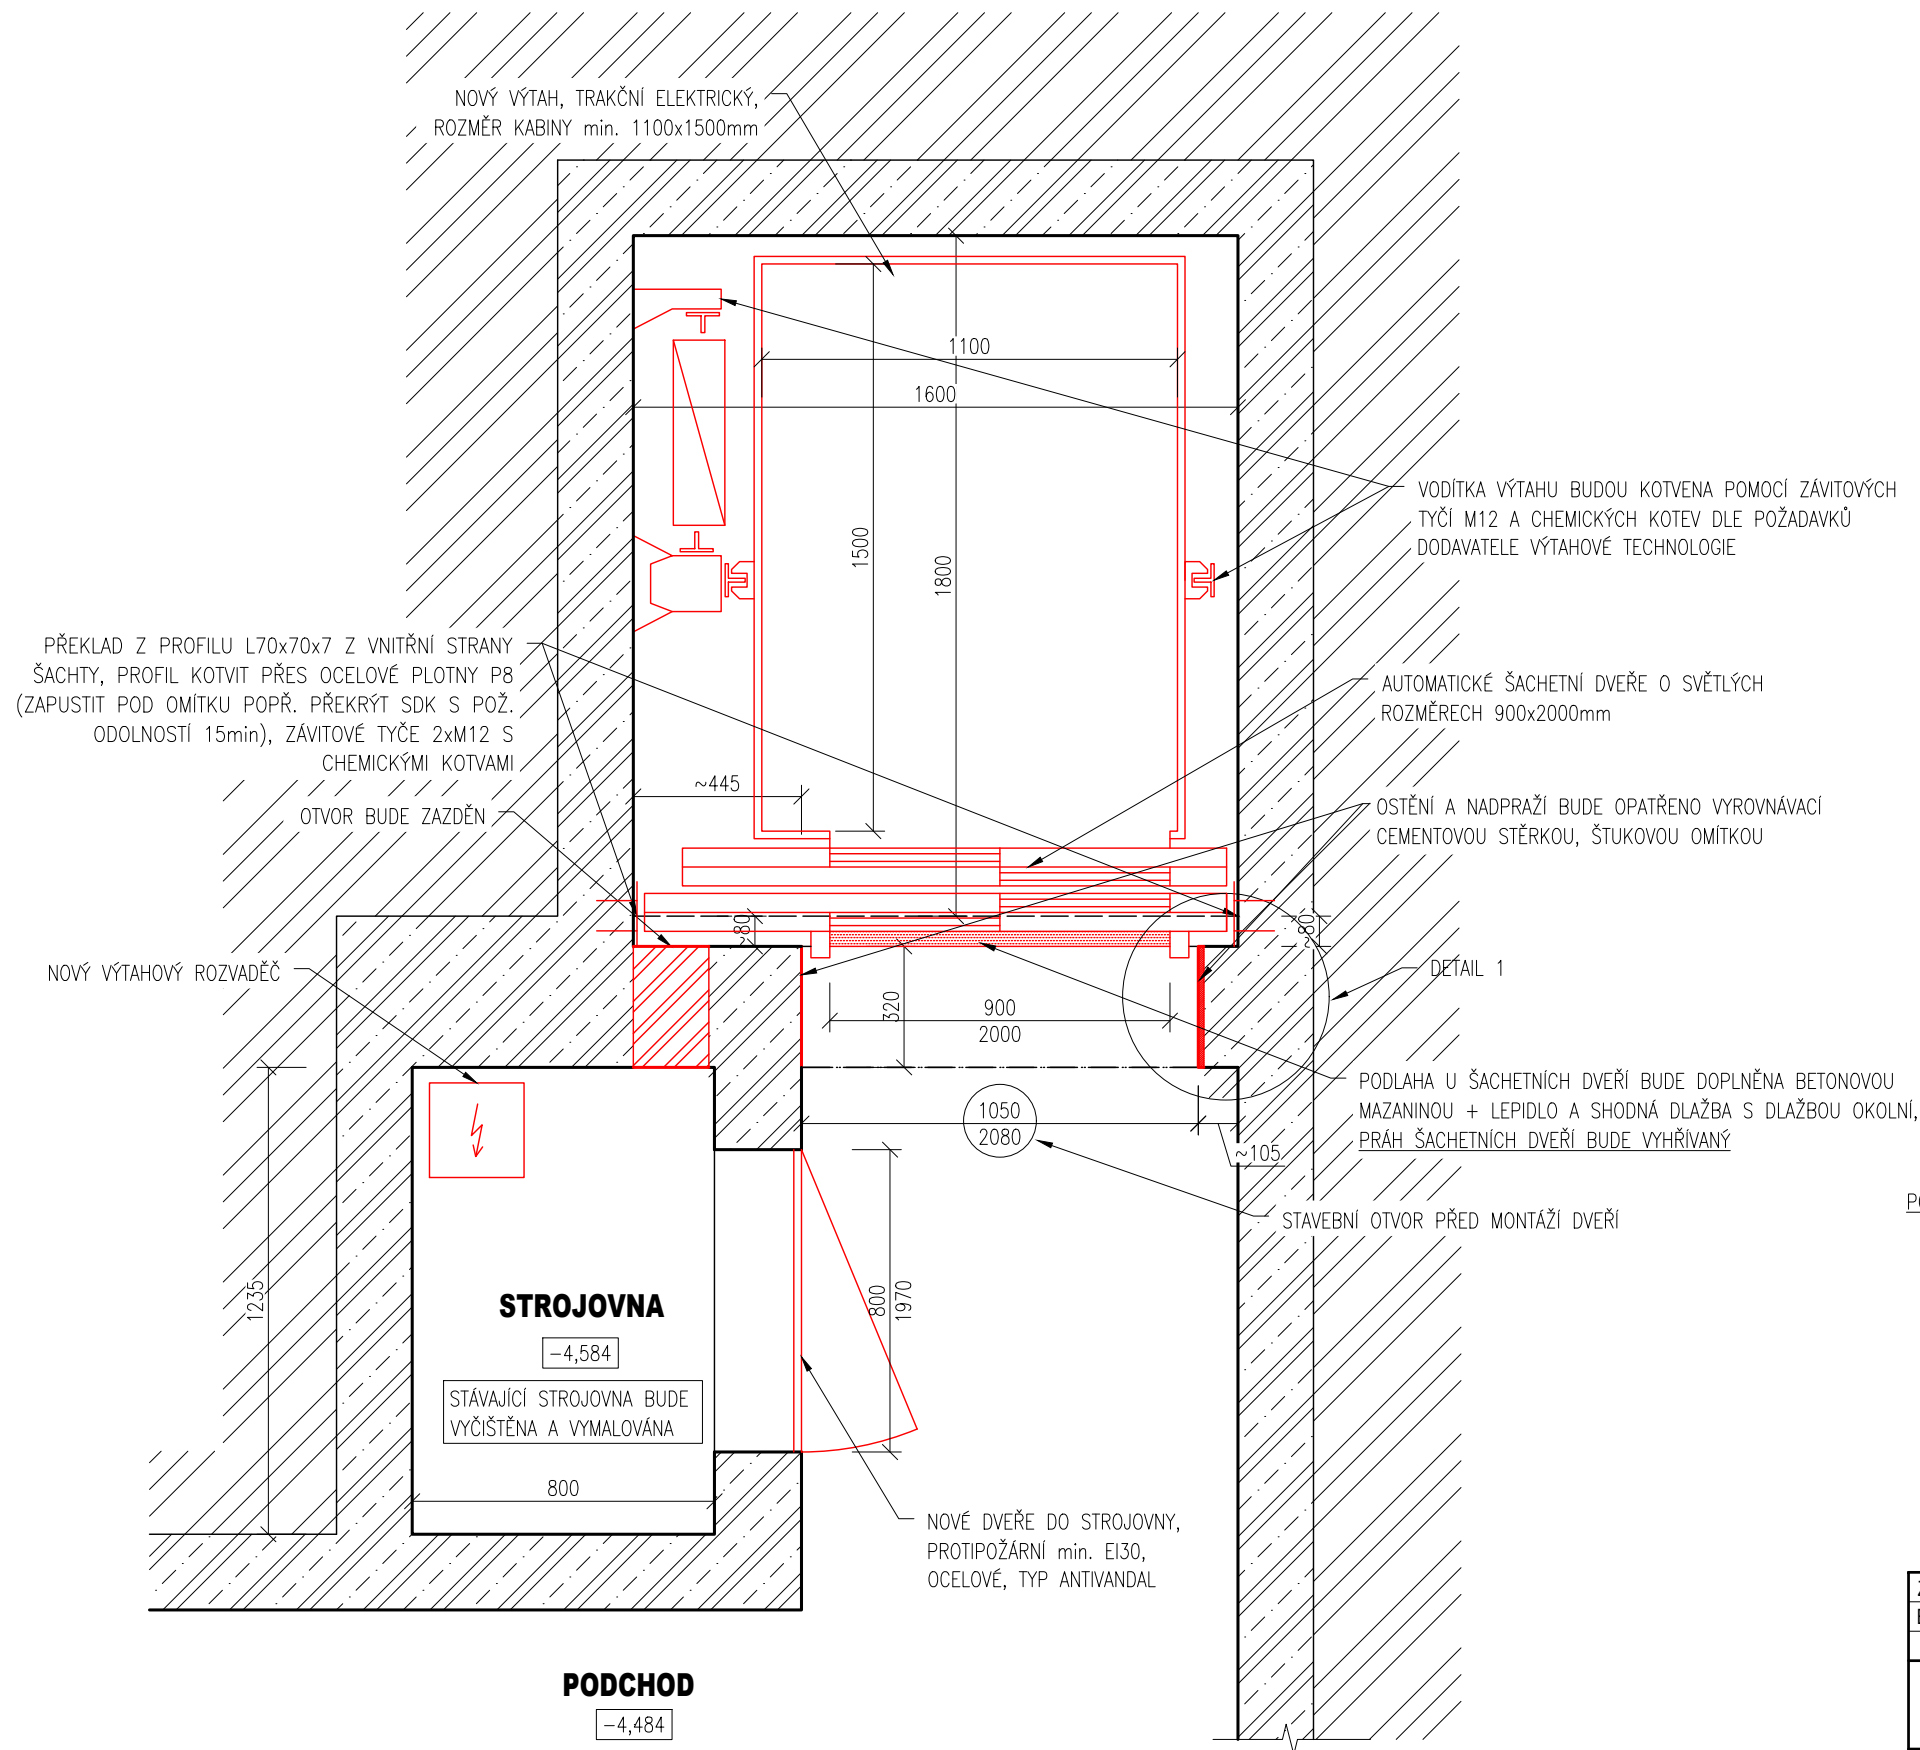 NOVÝ VÝTAH, TRAKČNÍ ELEKTRICKÝ,
ROZMĚR KABINY min. 1100x1500mm
1100
1600
1500
1800
VODÍTKA VÝTAHU BUDOU KOTVENA POMOCÍ ZÁVITOVÝCH
TYČÍ M12 A CHEMICKÝCH KOTEV DLE POŽADAVKŮ
DODAVATELE VÝTAHOVÉ TECHNOLOGIE
PŘEKLAD Z PROFILU L70x70x7 Z VNITŘNÍ STRANY
ŠACHTY, PROFIL KOTVIT PŘES OCELOVÉ PLOTNY P8
(ZAPUSTIT POD OMÍTKU POPŘ. PŘEKRÝT SDK S POŽ.
ODOLNOSTÍ 15min), ZÁVITOVÉ TYČE 2xM12 S
CHEMICKÝMI KOTVAMI
AUTOMATICKÉ ŠACHETNÍ DVEŘE O SVĚTLÝCH
ROZMĚRECH 900x2000mm
~445
OTVOR BUDE ZAZDĚN
OSTĚNÍ A NADPRAŽÍ BUDE OPATŘENO VYROVNÁVACÍ
CEMENTOVOU STĚRKOU, ŠTUKOVOU OMÍTKOU
~80
~80
NOVÝ VÝTAHOVÝ ROZVADĚČ
DETAIL 1
320
900
2000
PODLAHA U ŠACHETNÍCH DVEŘÍ BUDE DOPLNĚNA BETONOVOU
MAZANINOU + LEPIDLO A SHODNÁ DLAŽBA S DLAŽBOU OKOLNÍ,
PRÁH ŠACHETNÍCH DVEŘÍ BUDE VYHŘÍVANÝ
1050
2080
~105
STAVEBNÍ OTVOR PŘED MONTÁŽÍ DVEŘÍ
1235
800
1970
STROJOVNA
-4,584
STÁVAJÍCÍ STROJOVNA BUDE
VYČIŠTĚNA A VYMALOVÁNA
800
NOVÉ DVEŘE DO STROJOVNY,
PROTIPOŽÁRNÍ min. EI30,
OCELOVÉ, TYP ANTIVANDAL
PODCHOD
-4,484